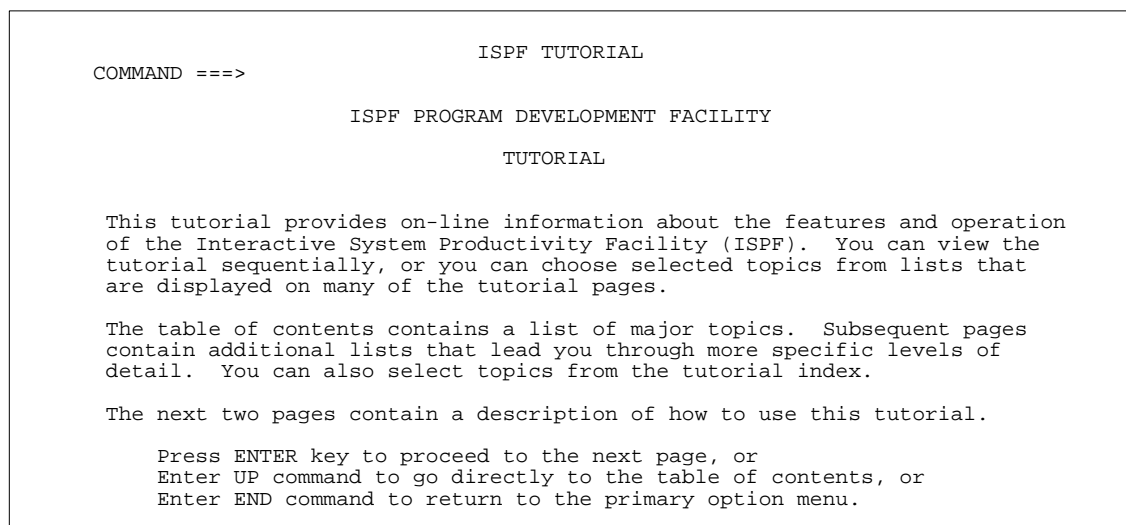 ISPF TUTORIAL
COMMAND ===>
ISPF PROGRAM DEVELOPMENT FACILITY
TUTORIAL
This tutorial provides on-line information about the features and operation
of the Interactive System Productivity Facility (ISPF).  You can view the
tutorial sequentially, or you can choose selected topics from lists that
are displayed on many of the tutorial pages.
The table of contents contains a list of major topics.  Subsequent pages
contain additional lists that lead you through more specific levels of
detail.  You can also select topics from the tutorial index.
The next two pages contain a description of how to use this tutorial.
Press ENTER key to proceed to the next page, or
Enter UP command to go directly to the table of contents, or
Enter END command to return to the primary option menu.